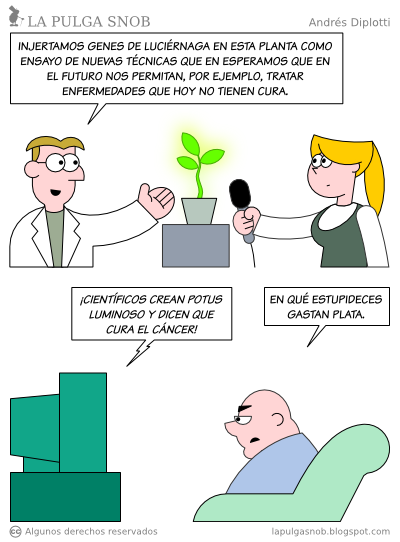 LA PULGA SNOB
Andrés Diplotti
INJERTAMOS GENES DE LUCIÉRNAGA EN ESTA PLANTA COMO
ENSAYO DE NUEVAS TÉCNICAS QUE EN ESPERAMOS QUE EN
EL FUTURO NOS PERMITAN, POR EJEMPLO, TRATAR
ENFERMEDADES QUE HOY NO TIENEN CURA.
¡CIENTÍFICOS CREAN POTUS
LUMINOSO Y DICEN QUE
CURA EL CÁNCER!
EN QUÉ ESTUPIDECES
GASTAN PLATA.
cc Algunos derechos reservados
lapulgasnob.blogspot.com